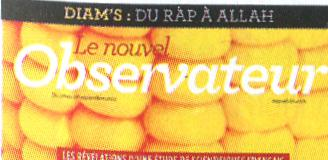 DIAM'S : DU RAP À ALLAH
Le nouvel
Observateur
LES RÉVÉLATIONS D'UNE ÉTUDE DE SCIENTIFIQUES FRANÇAIS